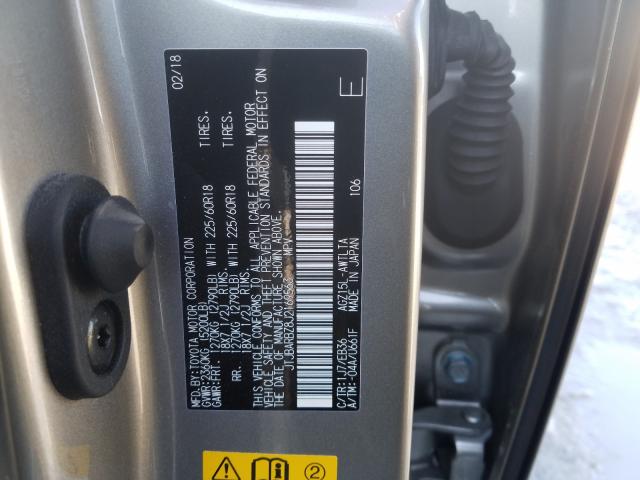 MFD.BY:TOYOTA MOTOR CORPORATION 02/18
GVWR:2360KG (5200LB)
GAWR:FRT. 1270KG (2790LB) WITH 225/60R18 TIRES.
18X7 1/2J RIMS.
RR. 1270KG (2790LB) WITH 225/60R18 TIRES.
18X7 1/2J RIMS.
THIS VEHICLE CONFORMS TO ALL APPLICABLE FEDERAL MOTOR
VEHICLE SAFETY AND THEFT PREVENTION STANDARDS IN EFFECT ON
THE DATE OF MANUFACTURE SHOWN ABOVE.
MPV
E
C/TR:1J7/EB36 AGZ15L-AWTLTA
A/TM:-04A/U661F MADE IN JAPAN 106
2